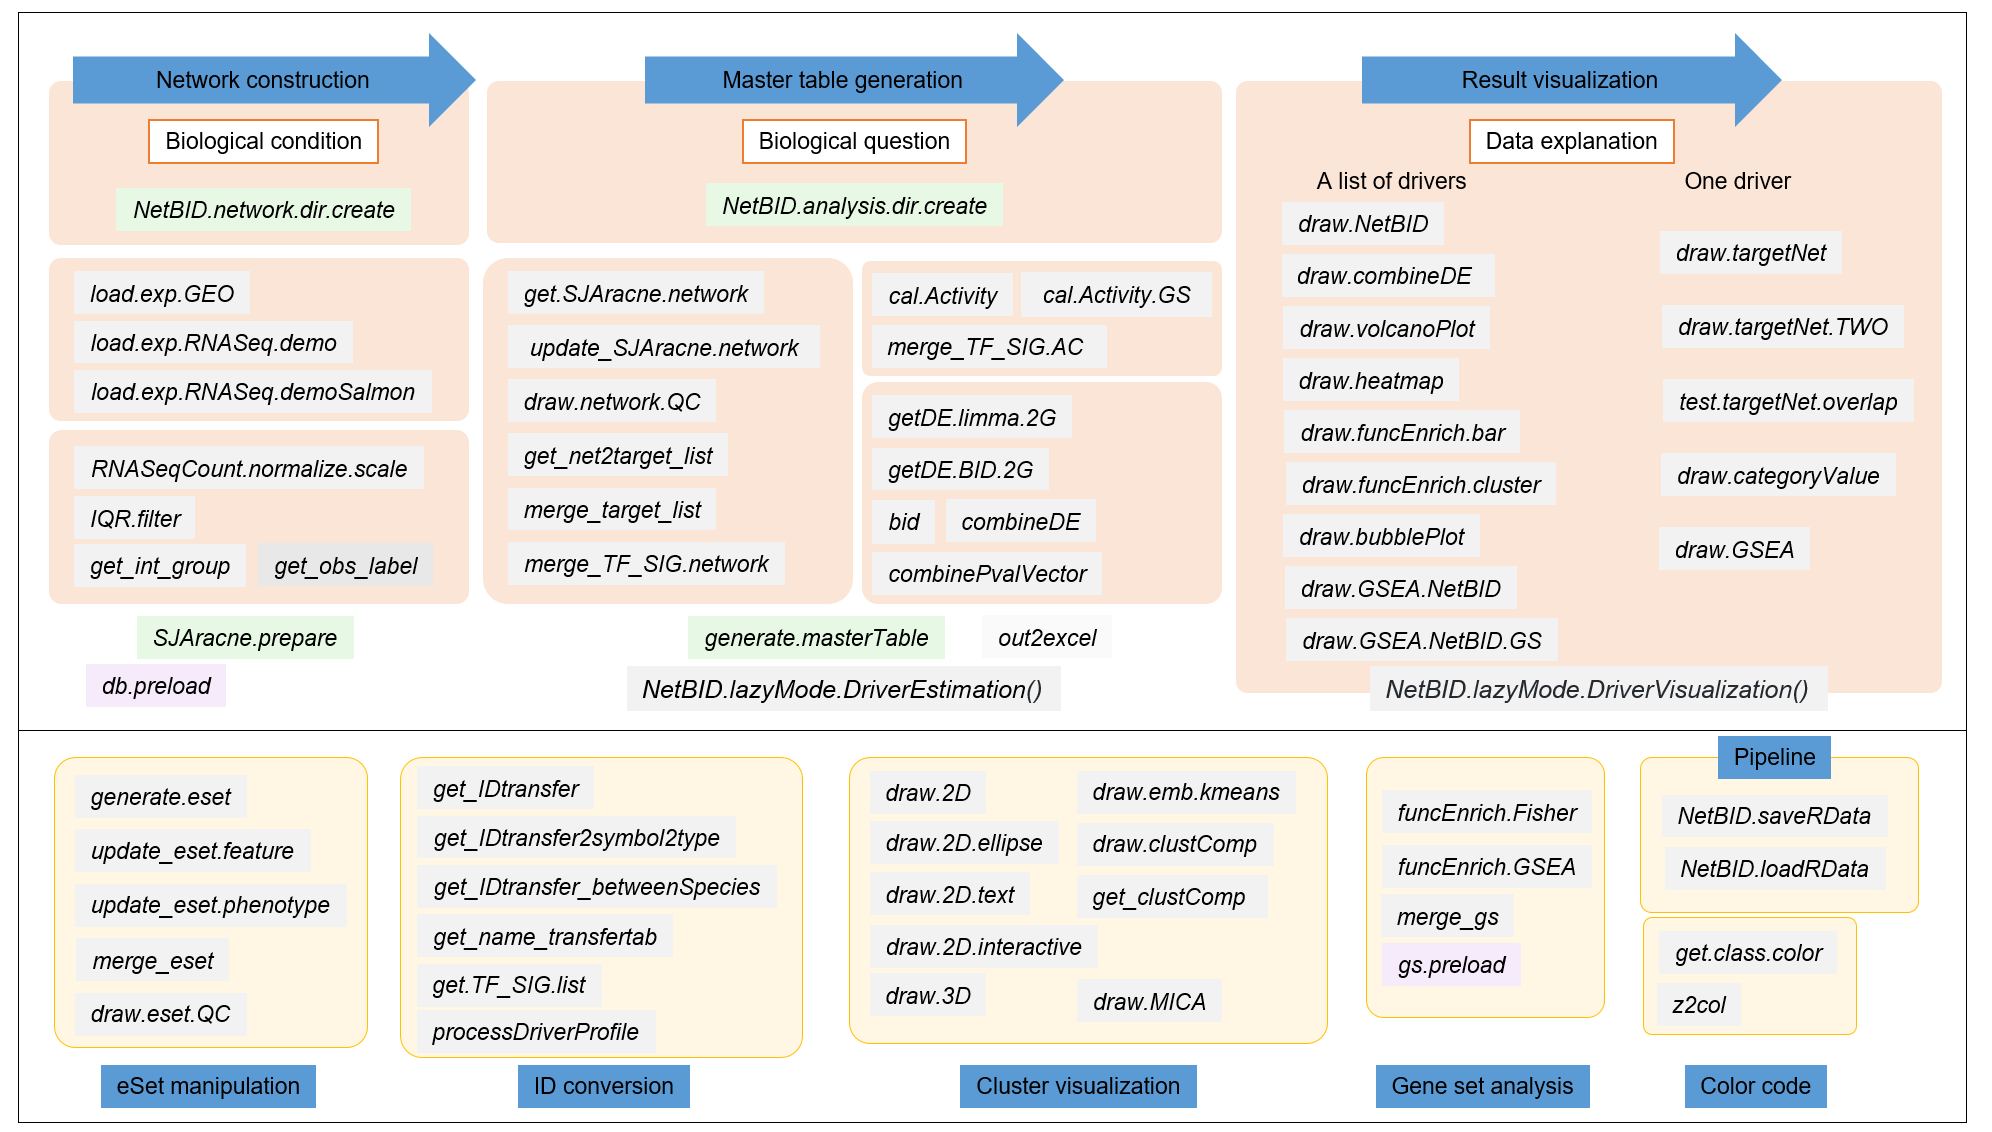 Network construction
Biological condition
NetBID.network.dir.create
load.exp.GEO
load.exp.RNASeq.demo
load.exp.RNASeq.demoSalmon
RNASeqCount.normalize.scale
IQR.filter
get_int_group
get_obs_label
SJAracne.prepare
db.preload
Master table generation
Biological question
NetBID.analysis.dir.create
get.SJAracne.network
update_SJAracne.network
draw.network.QC
get_net2target_list
merge_target_list
merge_TF_SIG.network
cal.Activity
cal.Activity.GS
merge_TF_SIG.AC
getDE.limma.2G
getDE.BID.2G
bid
combineDE
combinePvalVector
generate.masterTable
out2excel
NetBID.lazyMode.DriverEstimation()
Result visualization
Data explanation
A list of drivers
draw.NetBID
draw.combineDE
draw.volcanoPlot
draw.heatmap
draw.funcEnrich.bar
draw.funcEnrich.cluster
draw.bubblePlot
draw.GSEA.NetBID
draw.GSEA.NetBID.GS
One driver
draw.targetNet
draw.targetNet.TWO
test.targetNet.overlap
draw.categoryValue
draw.GSEA
NetBID.lazyMode.DriverVisualization()
generate.eset
update_eset.feature
update_eset.phenotype
merge_eset
draw.eset.QC
eSet manipulation
get_IDtransfer
get_IDtransfer2symbol2type
get_IDtransfer_betweenSpecies
get_name_transfertab
get.TF_SIG.list
processDriverProfile
ID conversion
draw.2D
draw.2D.ellipse
draw.2D.text
draw.2D.interactive
draw.3D
draw.emb.kmeans
draw.clustComp
get_clustComp
draw.MICA
Cluster visualization
funcEnrich.Fisher
funcEnrich.GSEA
merge_gs
gs.preload
Gene set analysis
Pipeline
NetBID.saveRData
NetBID.loadRData
get.class.color
z2col
Color code